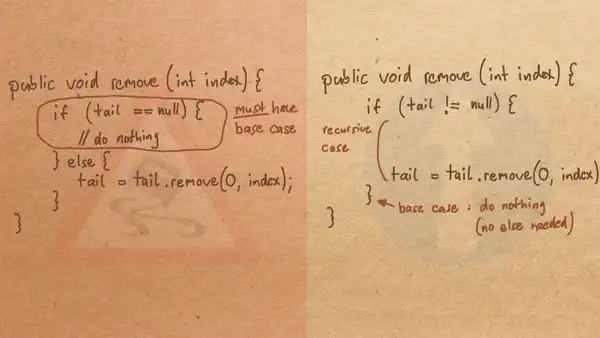 public void remove (int index) {
if (tail == null) {
// do nothing
} else {
tail = tail.remove(0, index);
}
}
must have
base case
public void remove (int index) {
if (tail != null) {
recursive
case
tail = tail.remove(0, index)
}
base case : do nothing
(no else needed)
}